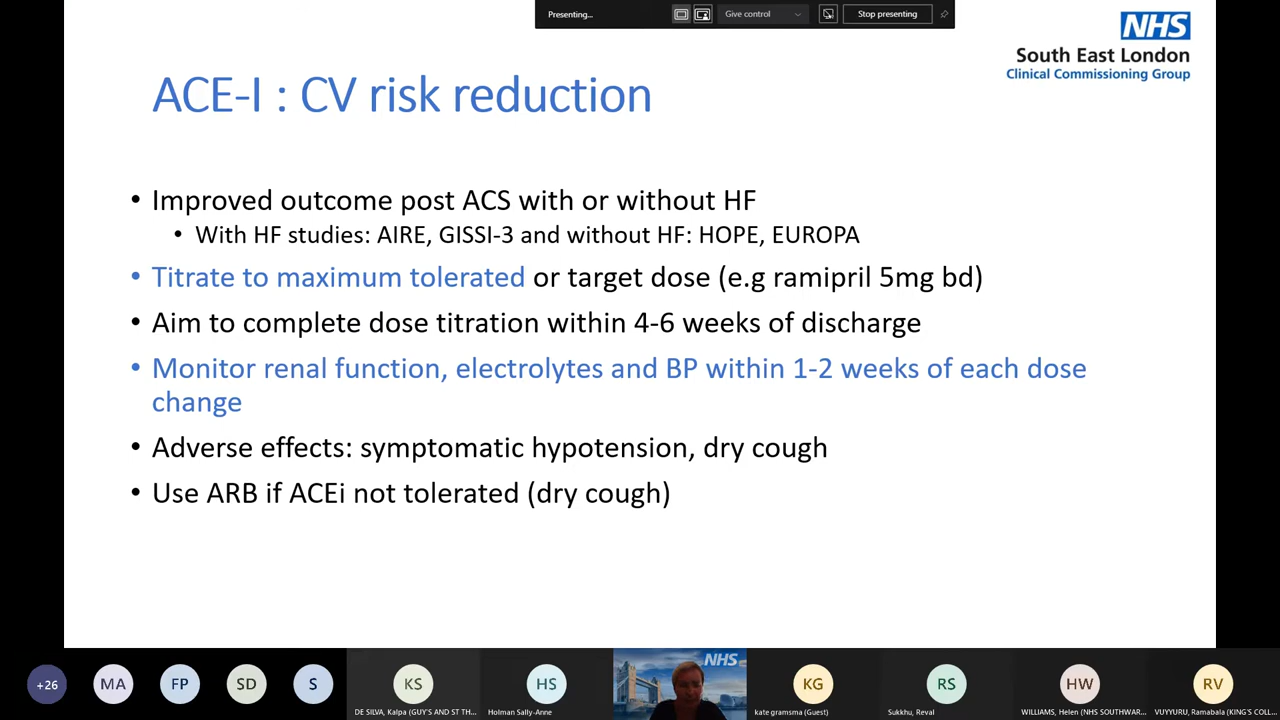 Presenting...
Give control
Stop presenting
NHS
South East London
Clinical Commissioning Group
ACE-I : CV risk reduction
• Improved outcome post ACS with or without HF
• With HF studies: AIRE, GISSI-3 and without HF: HOPE, EUROPA
• Titrate to maximum tolerated or target dose (e.g ramipril 5mg bd)
• Aim to complete dose titration within 4-6 weeks of discharge
• Monitor renal function, electrolytes and BP within 1-2 weeks of each dose
change
• Adverse effects: symptomatic hypotension, dry cough
• Use ARB if ACEi not tolerated (dry cough)
+26
MA
FP
SD
S
KS
DE SILVA, Kalpa (GUY'S AND ST TH...
HS
Holman Sally-Anne
NHS
KG
kate gramsma (Guest)
RS
Sukkhu, Reval
HW
WILLIAMS, Helen (NHS SOUTHWAR...
RV
VUYYURU, Ramabala (KING'S COLL...